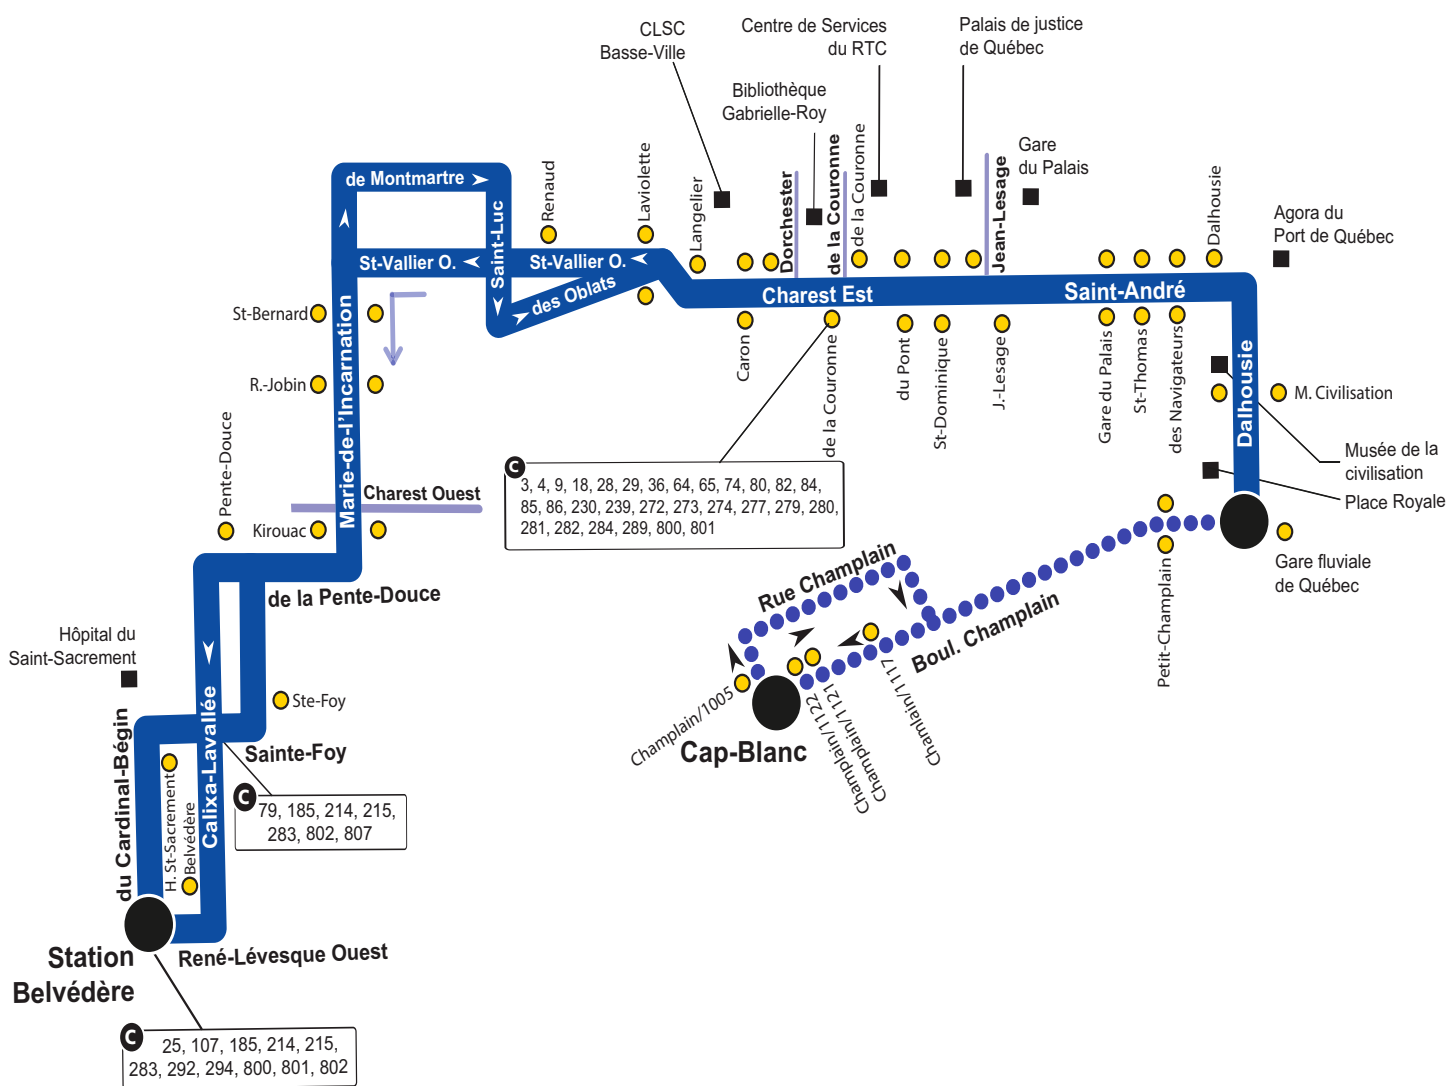 CLSC
Basse-Ville
Centre de Services
du RTC
Palais de justice
de Québec
Bibliothèque
Gabrielle-Roy
Gare
du Palais
Agora du
Port de Québec
de Montmartre
Saint-Luc
Renaud
Laviolette
Langelier
Dorchester
de la Couronne
de la Couronne
Jean-Lesage
Dalhousie
St-Vallier O.
St-Vallier O.
des Oblats
Charest Est
Saint-André
St-Bernard
R.-Jobin
Marie-de-l'Incarnation
Caron
de la Couronne
du Pont
St-Dominique
J.-Lesage
Gare du Palais
St-Thomas
des Navigateurs
Dalhousie
M. Civilisation
Musée de la
civilisation
Place Royale
Pente-Douce
Charest Ouest
Kirouac
C
3, 4, 9, 18, 28, 29, 36, 64, 65, 74, 80, 82, 84,
85, 86, 230, 239, 272, 273, 274, 277, 279, 280,
281, 282, 284, 289, 800, 801
Gare fluviale
de Québec
Petit-Champlain
Rue Champlain
Boul. Champlain
de la Pente-Douce
Hôpital du
Saint-Sacrement
Ste-Foy
Sainte-Foy
du Cardinal-Bégin
H. St-Sacrement
Belvédère
Calixa-Lavallée
Champlain/1005
Champlain/1122
Champlain/1121
Chamlain/1117
Cap-Blanc
C
79, 185, 214, 215,
283, 802, 807
Station
Belvédère
René-Lévesque Ouest
C
25, 107, 185, 214, 215,
283, 292, 294, 800, 801, 802